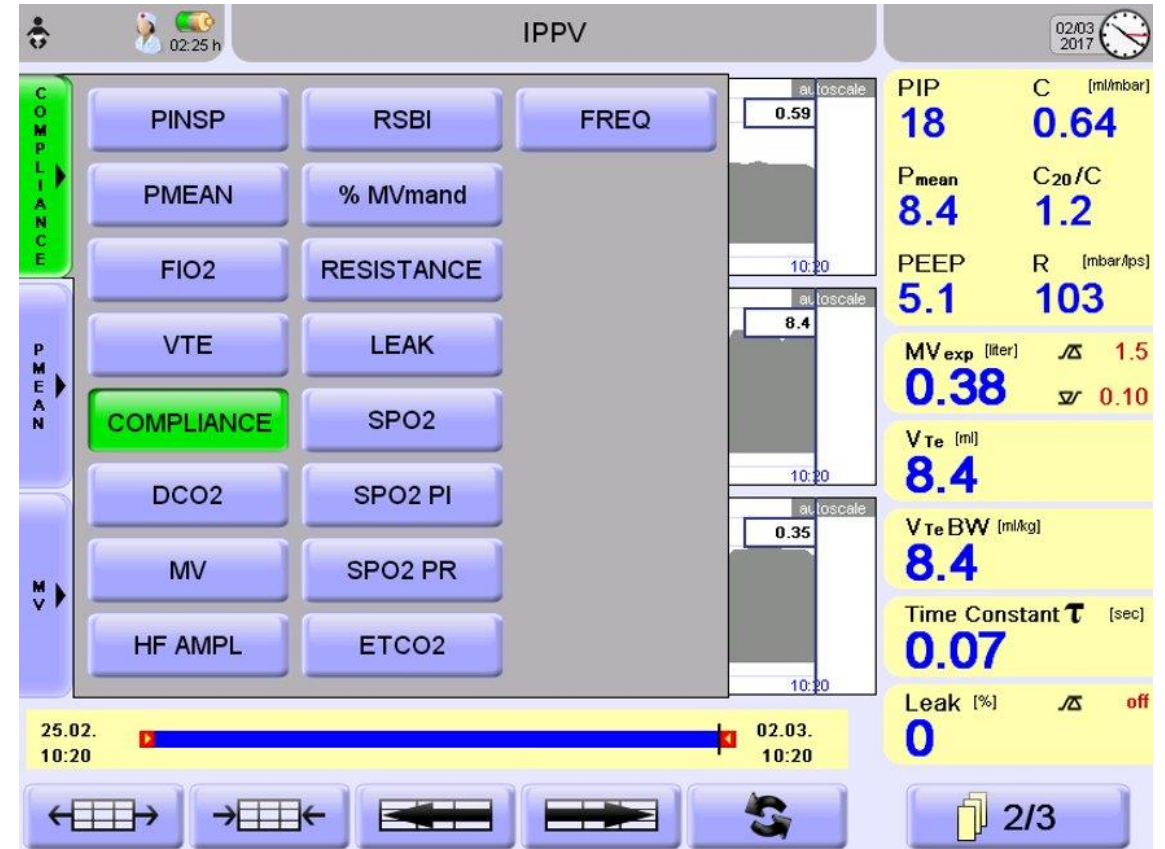 02:25 h
IPPV
02/03
2017
COMPLIANCE
PMEAN
MV
PINSP
RSBI
FREQ
PMEAN
% MVmand
FIO2
RESISTANCE
VTE
LEAK
COMPLIANCE
SPO2
DCO2
SPO2 PI
MV
SPO2 PR
HF AMPL
ETCO2
autoscale
0.59
10:20
autoscale
8.4
10:20
autoscale
0.35
10:20
PIP C [ml/mbar]
18 0.64
Pmean C20/C
8.4 1.2
PEEP R [mbar/lps]
5.1 103
MVexp [liter] 1.5
0.38 0.10
VTe [ml]
8.4
VTeBW [ml/kg]
8.4
Time Constant τ [sec]
0.07
Leak [%] off
0
25.02. 02.03.
10:20 10:20
2/3